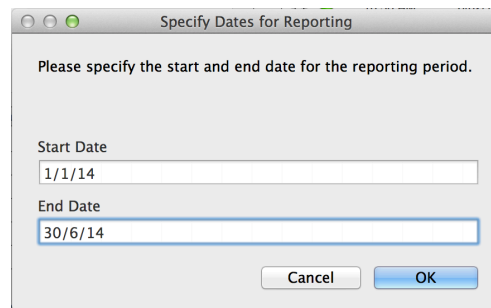 Specify Dates for Reporting
Please specify the start and end date for the reporting period.
Start Date
1/1/14
End Date
30/6/14
Cancel OK